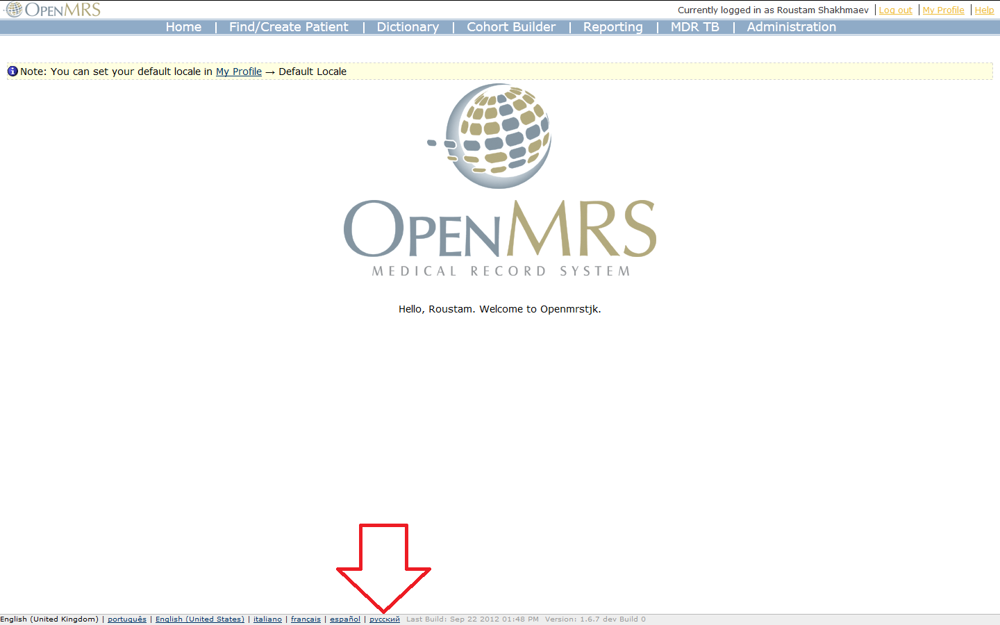 OPENMRS
Currently logged in as Roustam Shakhmaev | Log out | My Profile | Help
Home | Find/Create Patient | Dictionary | Cohort Builder | Reporting | MDR TB | Administration
Note: You can set your default locale in My Profile → Default Locale
OPENMRS
MEDICAL RECORD SYSTEM
Hello, Roustam. Welcome to Openmrstjk.
English (United Kingdom) | português | English (United States) | italiano | français | español | русский Last Build: Sep 22 2012 01:48 PM Version: 1.6.7 dev Build 0